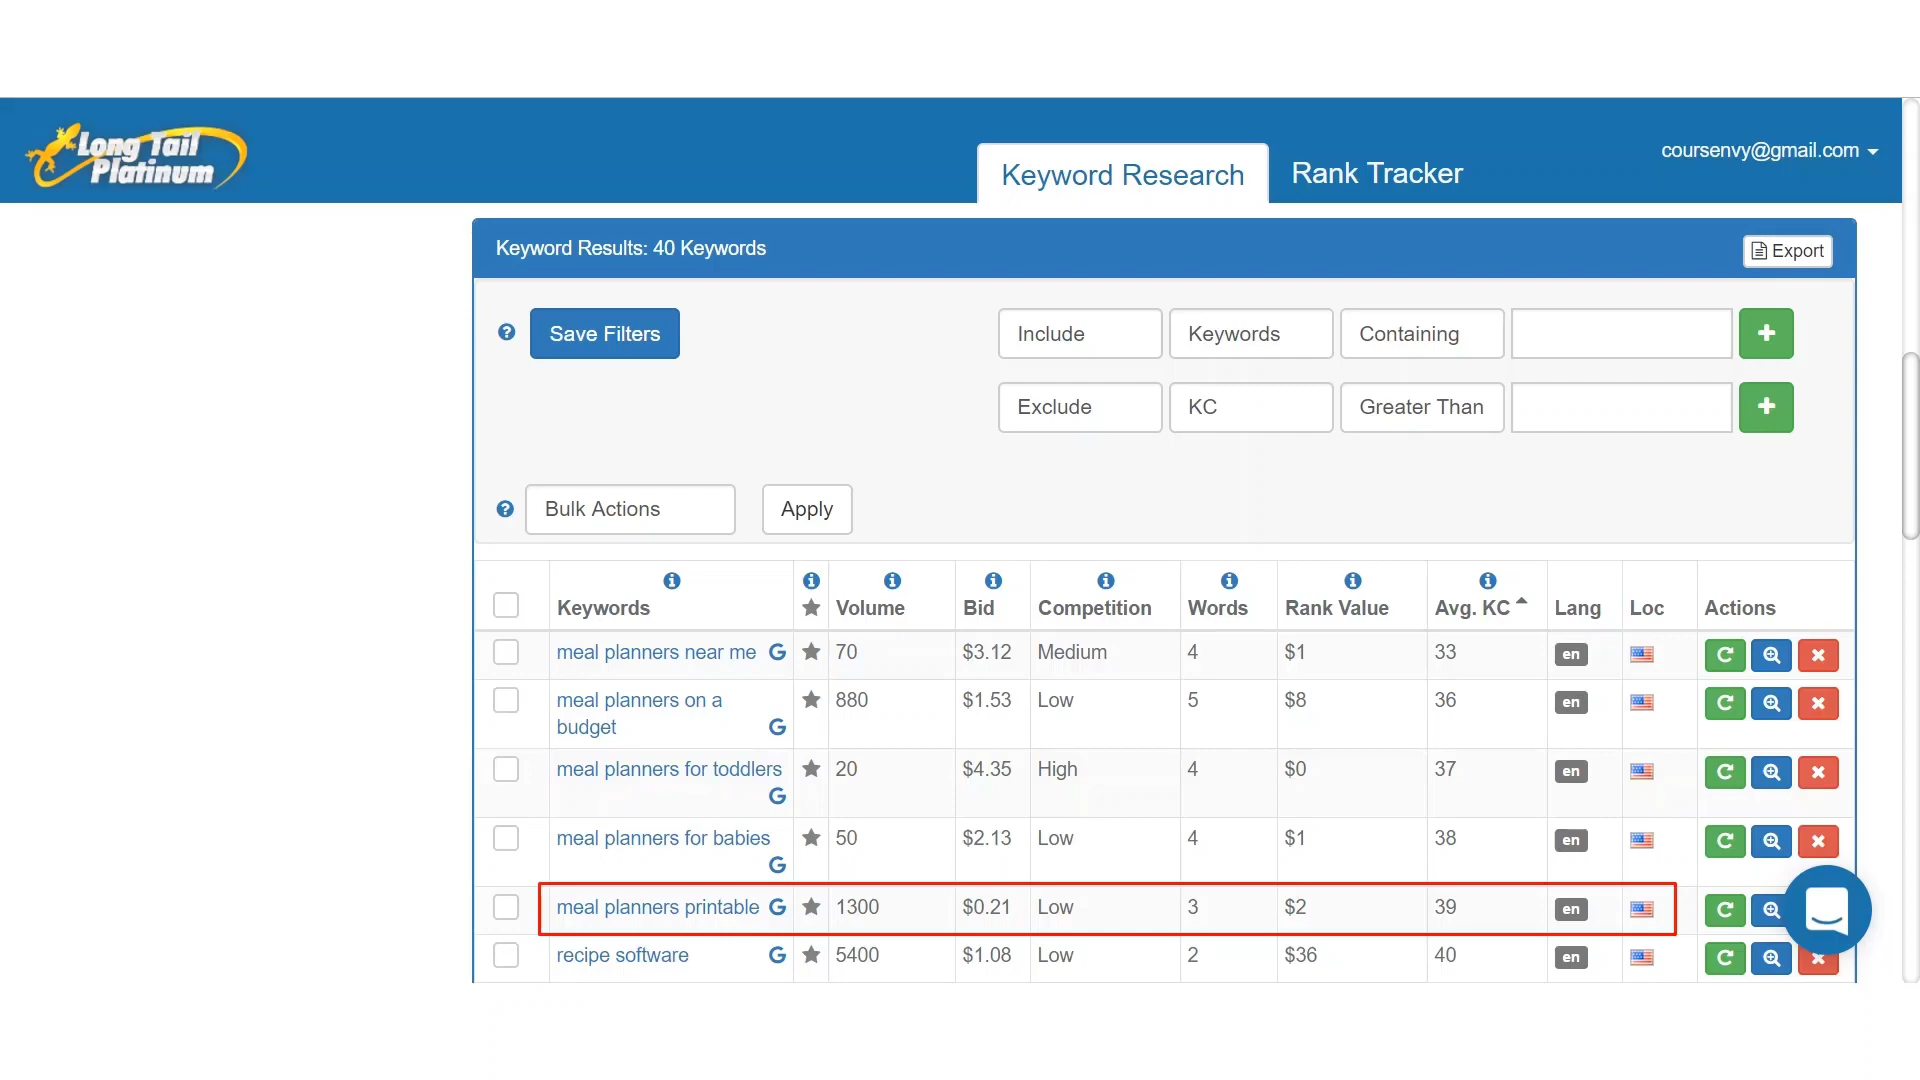 Long Tail
Platinum
Keyword Research
Rank Tracker
coursenvy@gmail.com
Keyword Results: 40 Keywords
Export
Save Filters
Include Keywords Containing
Exclude KC Greater Than
Bulk Actions
Apply
Keywords Volume Bid Competition Words Rank Value Avg. KC Lang Loc Actions
meal planners near me G 70 $3.12 Medium 4 $1 33 en
meal planners on a 880 $1.53 Low 5 $8 36 en
budget G
meal planners for toddlers 20 $4.35 High 4 $0 37 en
G
meal planners for babies 50 $2.13 Low 4 $1 38 en
G
meal planners printable G 1300 $0.21 Low 3 $2 39 en
recipe software G 5400 $1.08 Low 2 $36 40 en